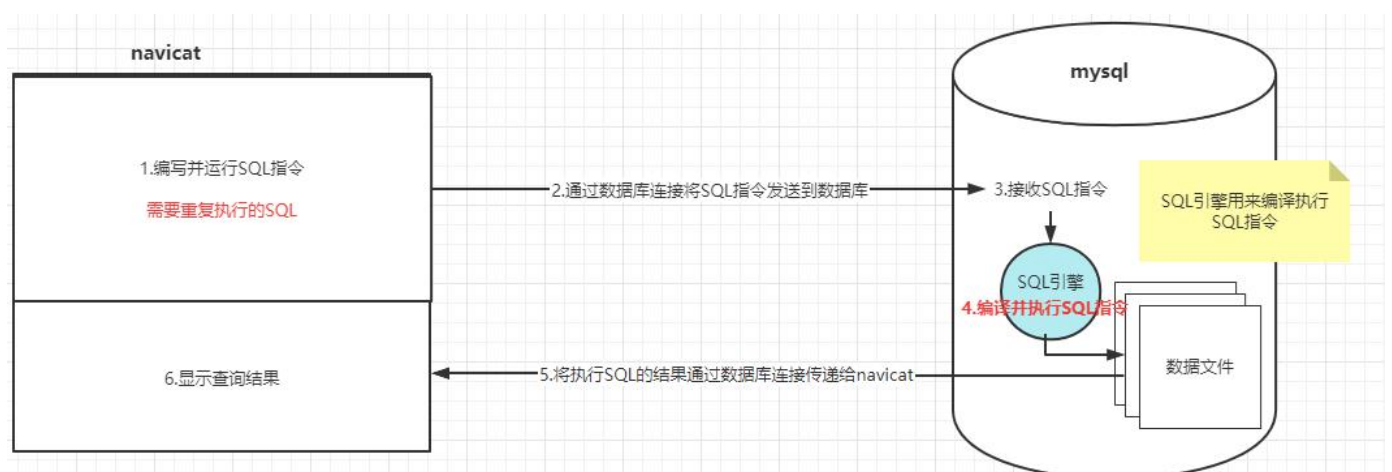 navicat
mysql
1.编写并运行SQL指令
需要重复执行的SQL
2.通过数据库连接将SQL指令发送到数据库
3.接收SQL指令
SQL引擎用来编译执行
SQL指令
SQL引擎
4.编译并执行SQL指令
数据文件
5.将执行SQL的结果通过数据库连接传递给navicat
6.显示查询结果